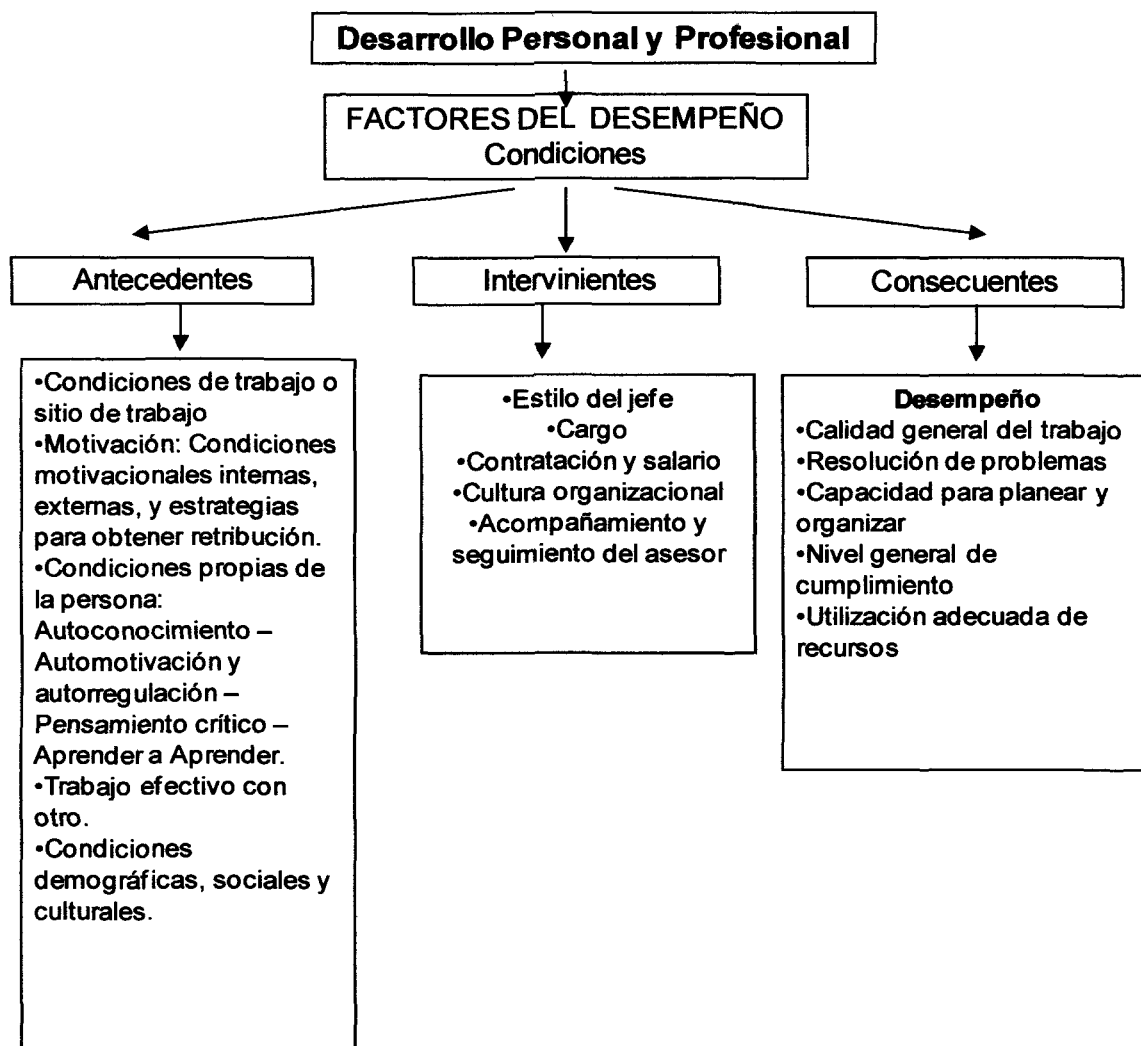 Desarrollo Personal y Profesional
FACTORES DEL DESEMPEÑO
Condiciones
Antecedentes
Intervinientes
Consecuentes
•Condiciones de trabajo o
sitio de trabajo
•Motivación: Condiciones
motivacionales internas,
externas, y estrategias
para obtener retribución.
•Condiciones propias de
la persona:
Autoconocimiento –
Automotivación y
autorregulación –
Pensamiento crítico –
Aprender a Aprender.
•Trabajo efectivo con
otro.
•Condiciones
demográficas, sociales y
culturales.
•Estilo del jefe
•Cargo
•Contratación y salario
•Cultura organizacional
•Acompañamiento y
seguimiento del asesor
Desempeño
•Calidad general del trabajo
•Resolución de problemas
•Capacidad para planear y
organizar
•Nivel general de
cumplimiento
•Utilización adecuada de
recursos